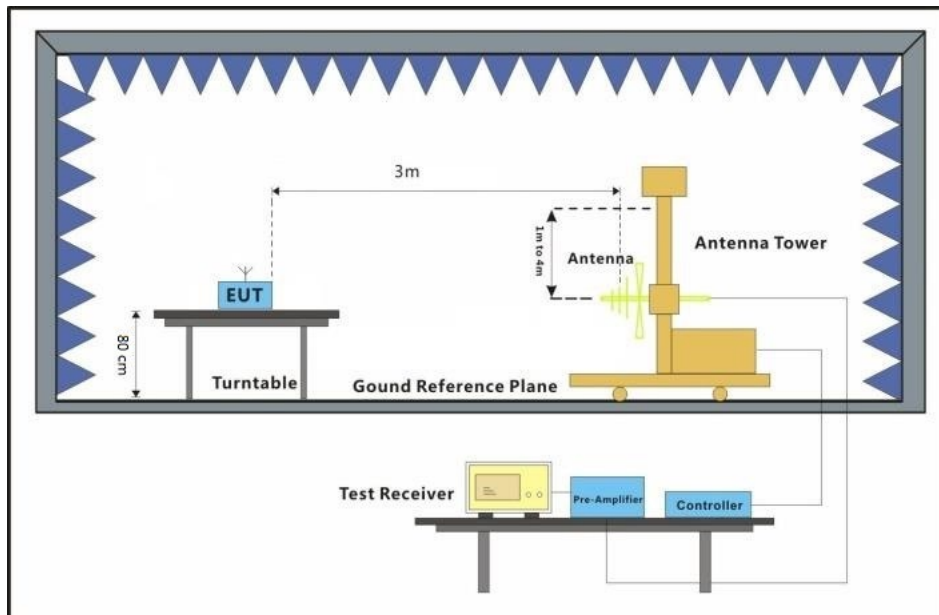 3m
1m to 4m
Antenna
Antenna Tower
EUT
80 cm
Turntable
Gound Reference Plane
Test Receiver
Pre-Amplifier
Controller